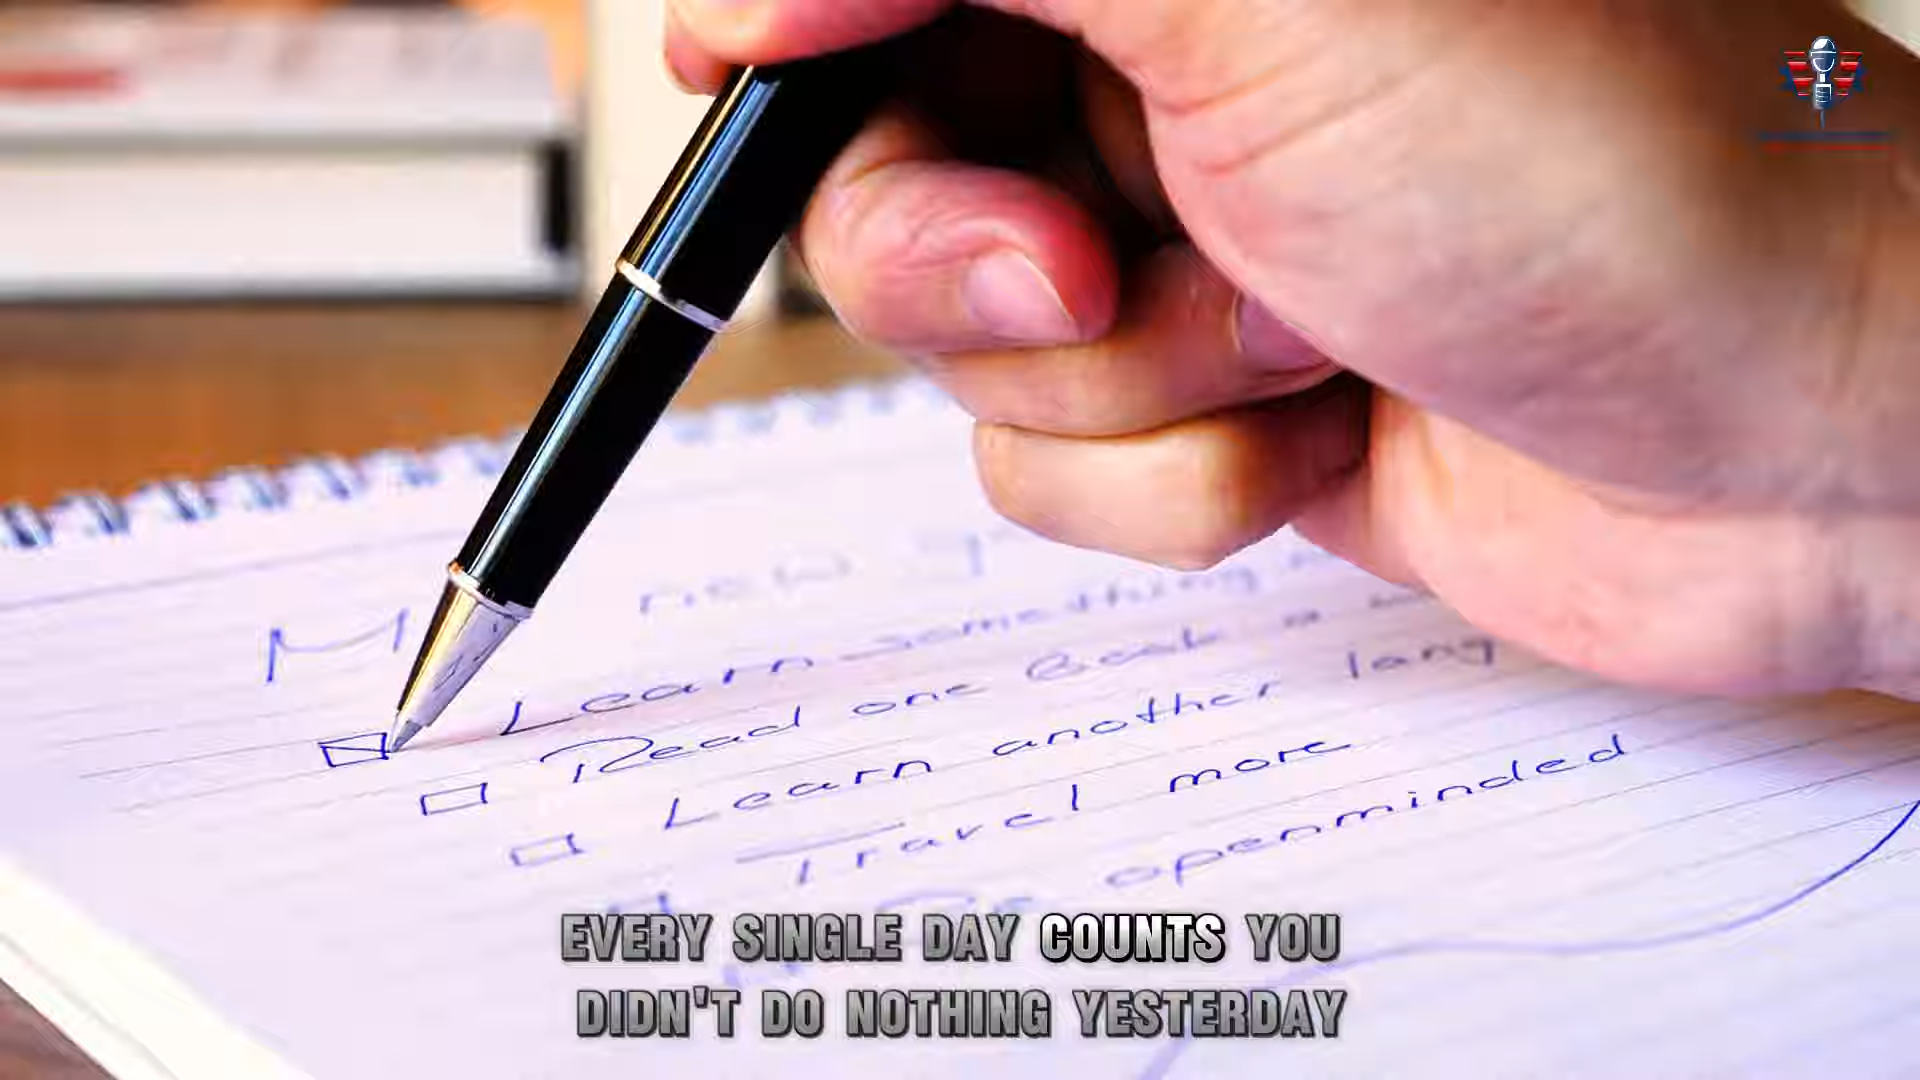 M new
Learn something
Read one Book a
Learn another lang
Travel more
openminded
EVERY SINGLE DAY COUNTS YOU
DIDN'T DO NOTHING YESTERDAY